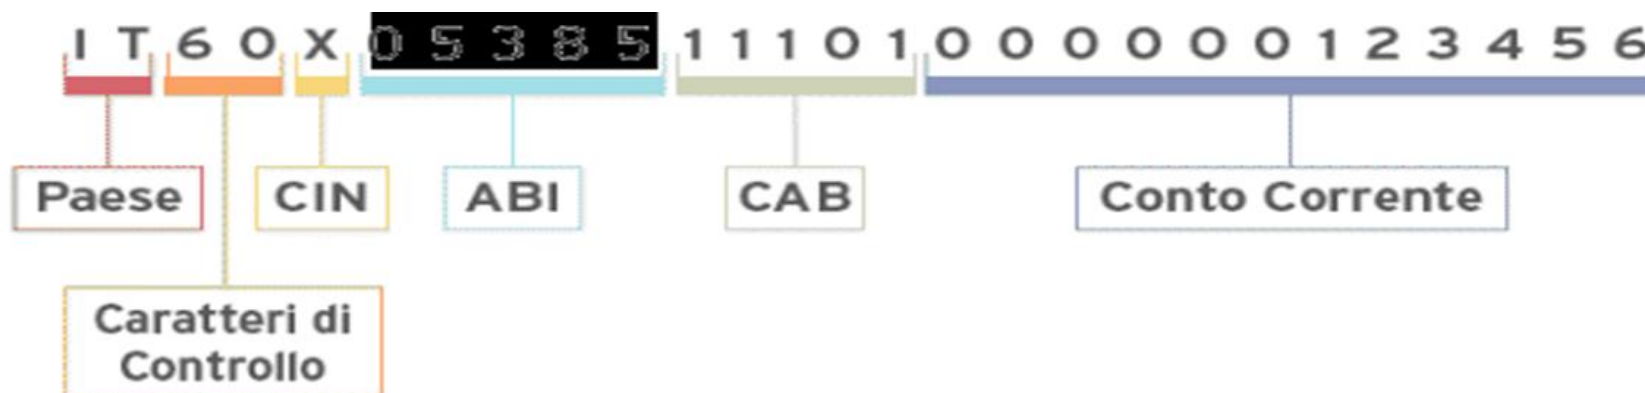 IT60X0538511101000000123456
Paese CIN ABI CAB Conto Corrente
Caratteri di
Controllo